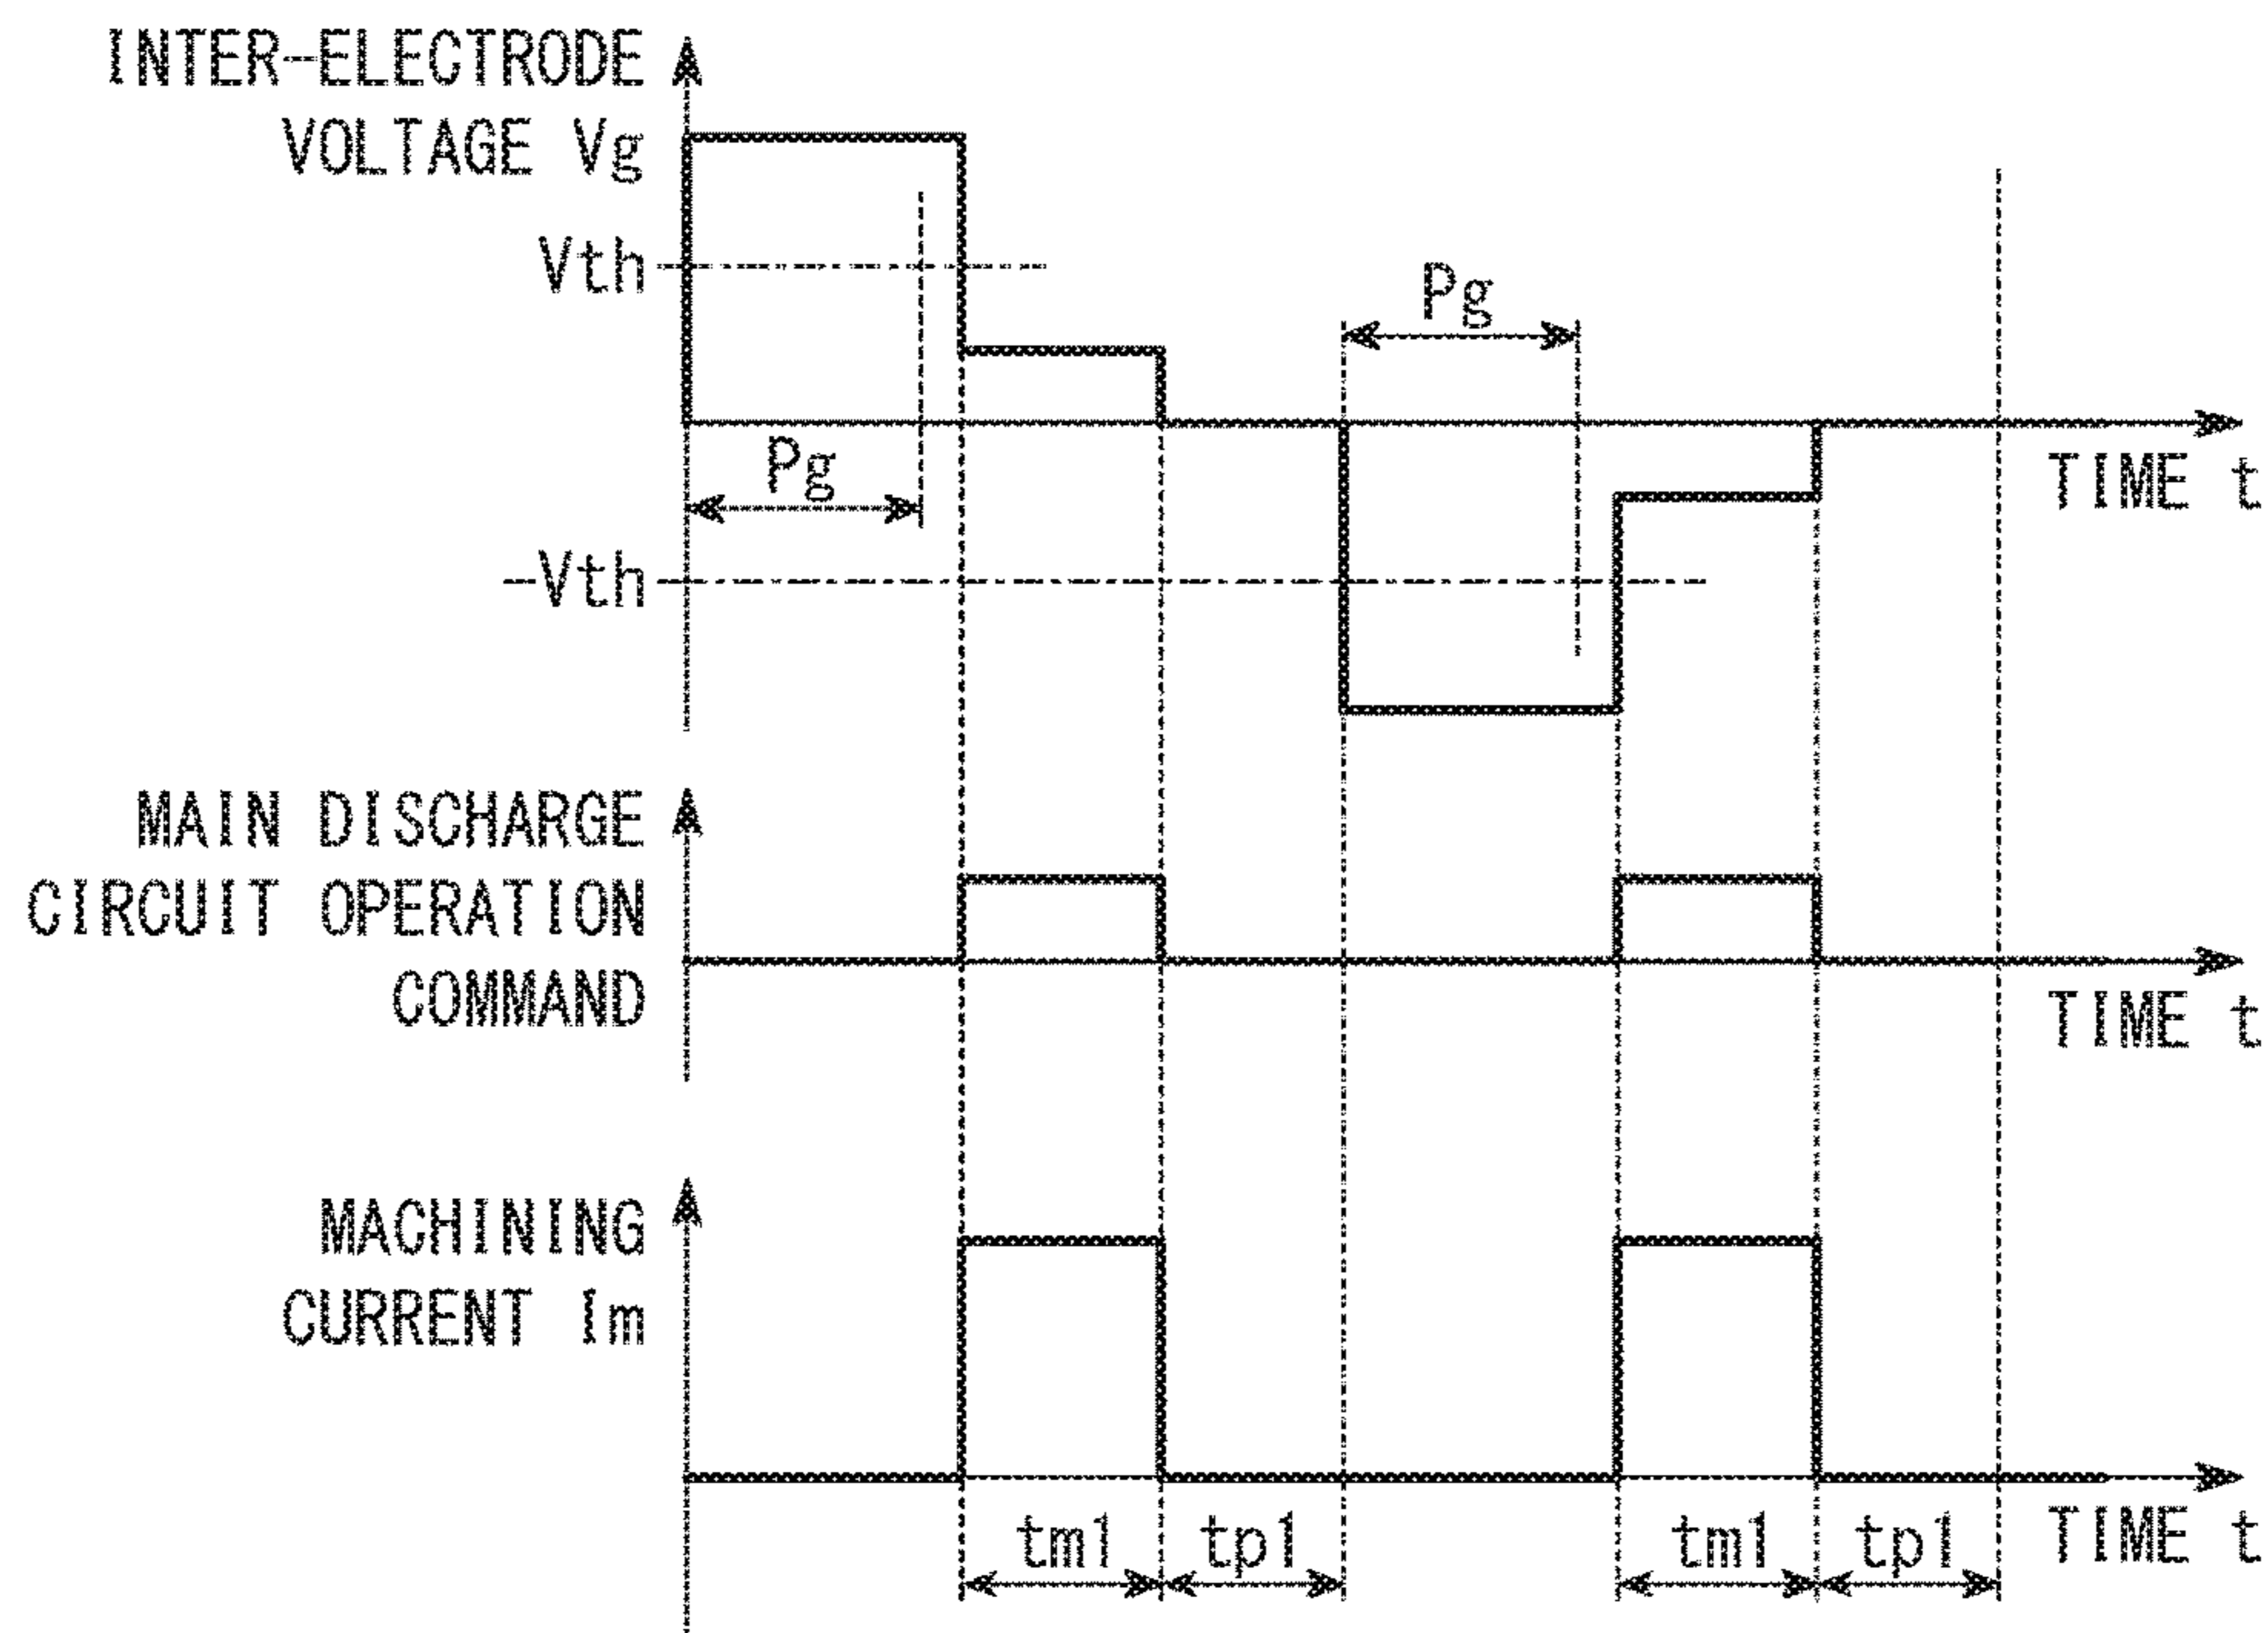 INTER-ELECTRODE
VOLTAGE Vg
Vth
Pg
Pg
TIME t
-Vth
MAIN DISCHARGE
CIRCUIT OPERATION
COMMAND
TIME t
MACHINING
CURRENT Im
tm1 tp1 tm1 tp1 TIME t